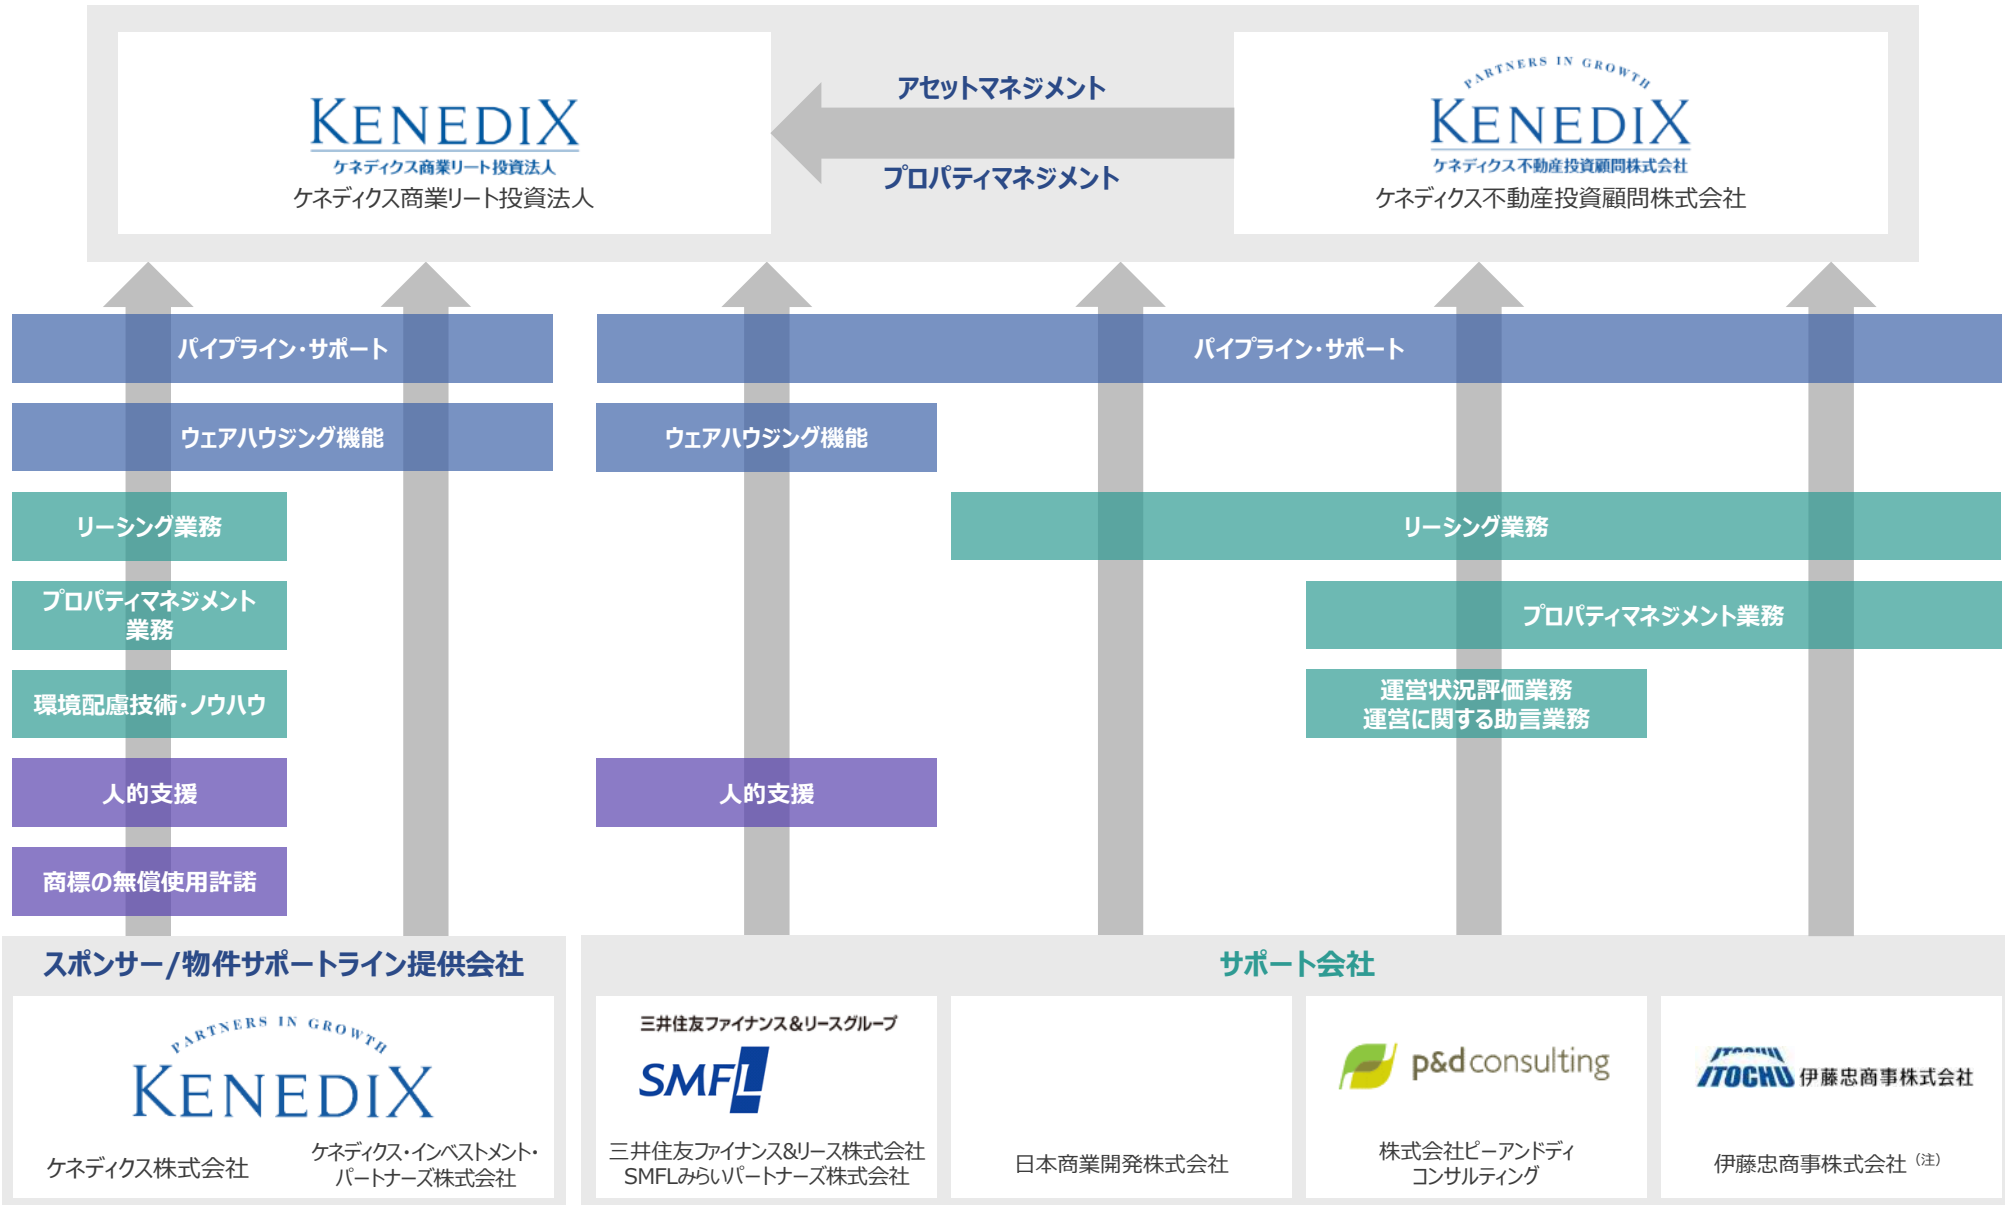 KENEDIX
ケネディクス商業リート投資法人
ケネディクス商業リート投資法人
アセットマネジメント
プロパティマネジメント
PARTNERS IN GROWTH
KENEDIX
ケネディクス不動産投資顧問株式会社
ケネディクス不動産投資顧問株式会社
パイプライン・サポート
パイプライン・サポート
ウェアハウジング機能
ウェアハウジング機能
リーシング業務
リーシング業務
プロパティマネジメント
業務
プロパティマネジメント業務
環境配慮技術・ノウハウ
運営状況評価業務
運営に関する助言業務
人的支援
人的支援
商標の無償使用許諾
スポンサー/物件サポートライン提供会社
PARTNERS IN GROWTH
KENEDIX
ケネディクス株式会社
ケネディクス・インベストメント・
パートナーズ株式会社
サポート会社
三井住友ファイナンス&リースグループ
SMFL
三井住友ファイナンス&リース株式会社
SMFLみらいパートナーズ株式会社
日本商業開発株式会社
p&d consulting
株式会社ピーアンドディ
コンサルティング
ITOCHU
ITOCHU 伊藤忠商事株式会社
伊藤忠商事株式会社（注）